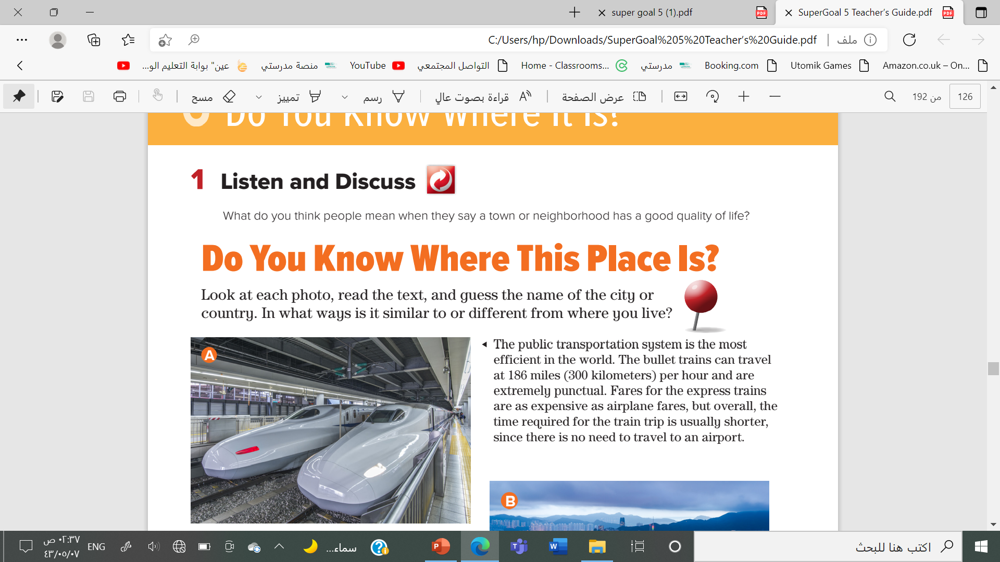 super goal 5 (1).pdf
SuperGoal 5 Teacher's Guide.pdf
C:/Users/hp/Downloads/SuperGoal%205%20Teacher's%20Guide.pdf
ملف
عين" بوابة التعليم الو...
منصة مدرستي
YouTube
التواصل المجتمعي
Home - Classrooms...
مدرستي
Booking.com
Utomik Games
Amazon.co.uk – On...
مسح
تمييز
رسم
قراءة بصوت عالٍ
عرض الصفحة
من 192
126
Do You Know Where It Is?
1 Listen and Discuss
What do you think people mean when they say a town or neighborhood has a good quality of life?
Do You Know Where This Place Is?
Look at each photo, read the text, and guess the name of the city or
country. In what ways is it similar to or different from where you live?
A
The public transportation system is the most
efficient in the world. The bullet trains can travel
at 186 miles (300 kilometers) per hour and are
extremely punctual. Fares for the express trains
are as expensive as airplane fares, but overall, the
time required for the train trip is usually shorter,
since there is no need to travel to an airport.
B
٠٢:٣٧ ص
٤٣/٠٥/٠٧
ENG
سماء...
اكتب هنا للبحث